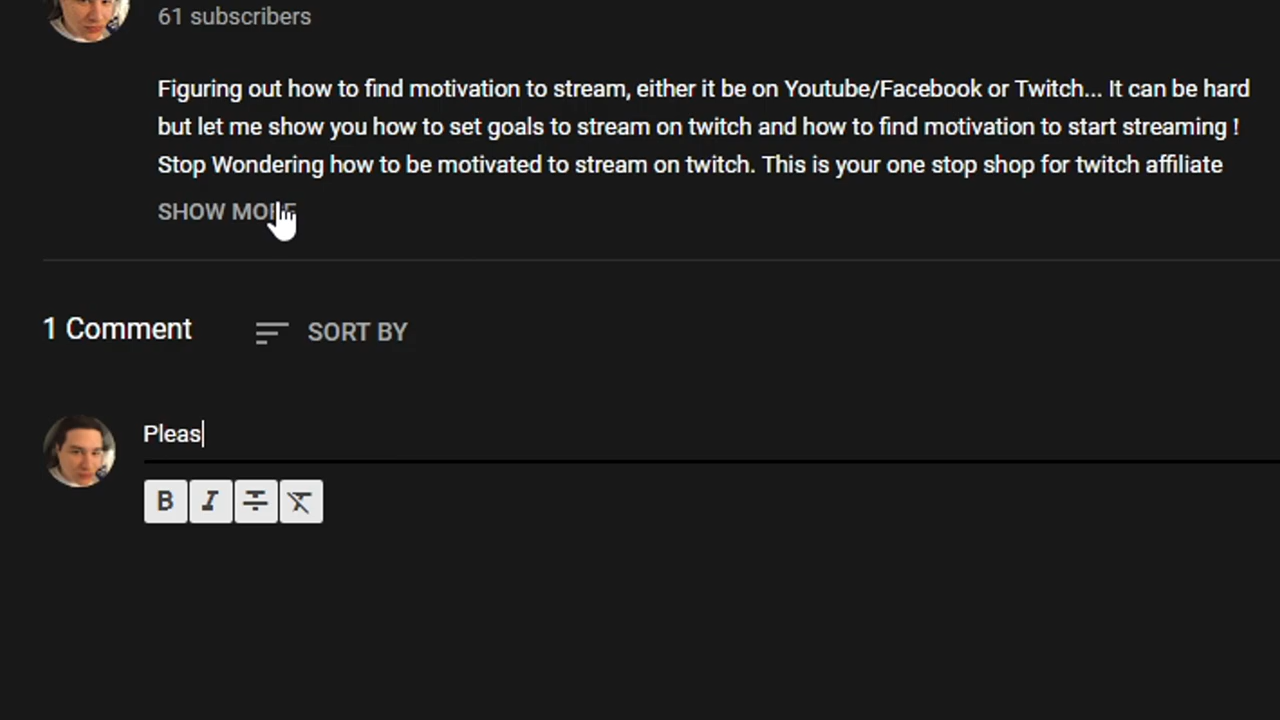 61 subscribers
Figuring out how to find motivation to stream, either it be on Youtube/Facebook or Twitch... It can be hard
but let me show you how to set goals to stream on twitch and how to find motivation to start streaming !
Stop Wondering how to be motivated to stream on twitch. This is your one stop shop for twitch affiliate
SHOW MORE
1 Comment
SORT BY
Pleas
B I